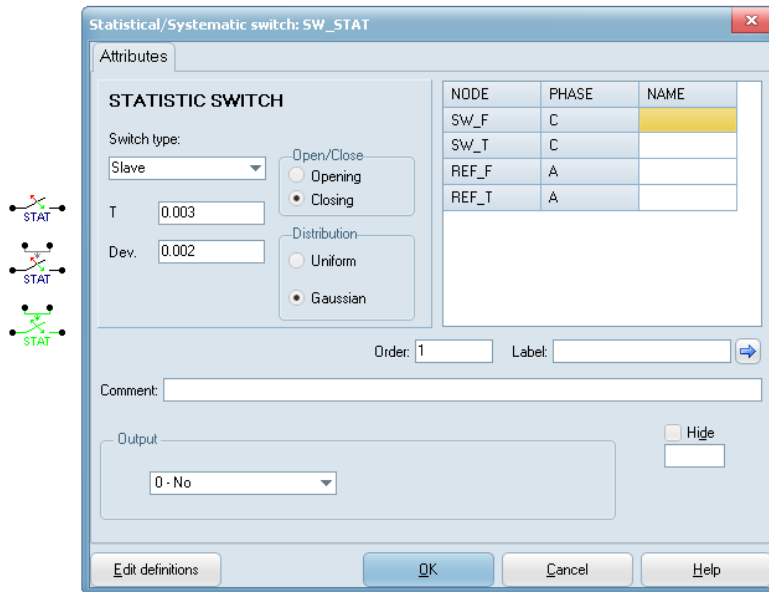 Statistical/Systematic switch: SW_STAT
Attributes
STATISTIC SWITCH
Switch type:
Slave
T 0.003
Dev. 0.002
Open/Close
Opening
Closing
Distribution
Uniform
Gaussian
NODE PHASE NAME
SW_F C
SW_T C
REF_F A
REF_T A
STAT
STAT
STAT
Order: 1 Label:
Comment:
Output
0 - No
Hide
Edit definitions OK Cancel Help